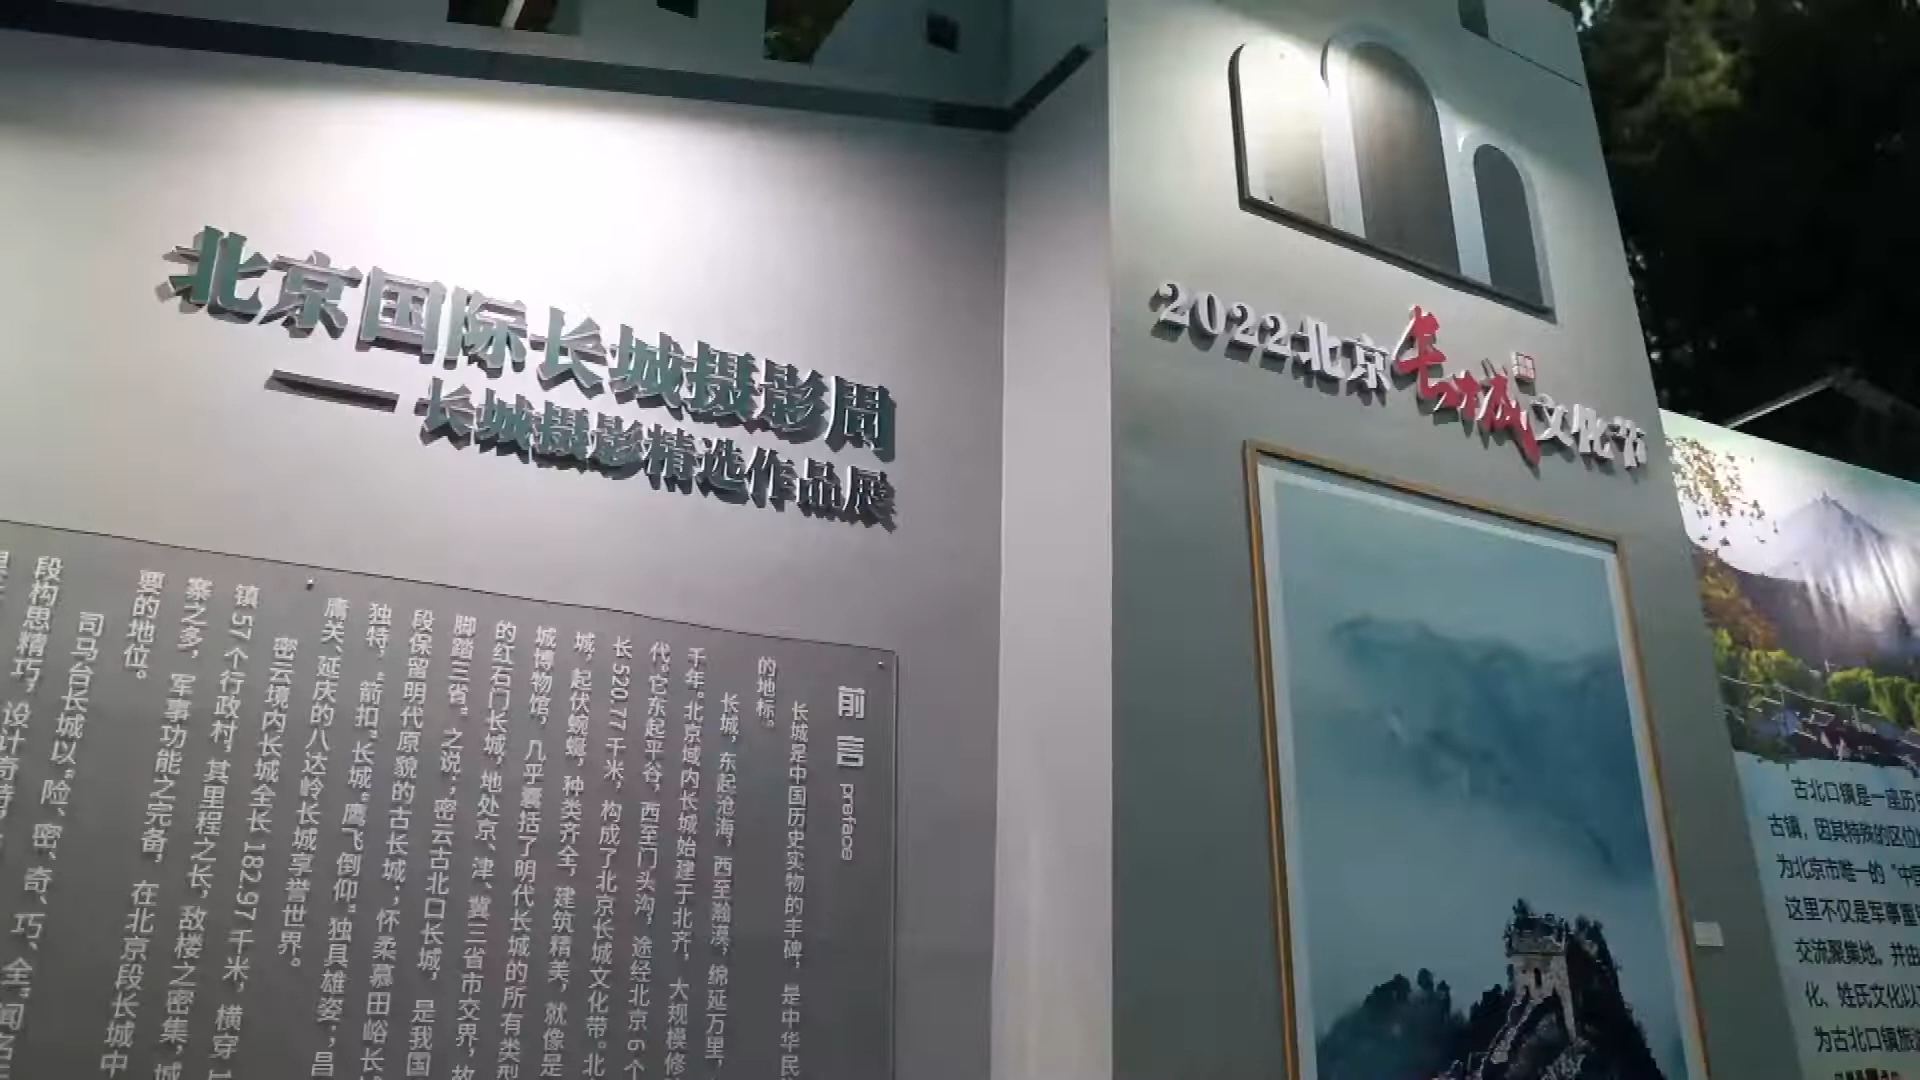 北京国际长城摄影周
——长城摄影精选作品展
前言 preface
长城是中国历史实物的丰碑，是中华民
的地标。
长城，东起沧海，西至瀚漠，绵延万里，
千年。北京域内长城始建于北齐，大规模修
代。它东起平谷，西至门头沟，途经北京6个
长520.77千米，构成了北京长城文化带。北
城，起伏蜿蜒，种类齐全，建筑精美，就像是
城博物馆，几乎囊括了明代长城的所有类型
的红石门长城，地处京、津、冀三省市交界，故
脚踏三省”之说；密云古北口长城，是我国
段保留明代原貌的古长城；怀柔慕田峪长
独特，“箭扣”长城“鹰飞倒仰”独具雄姿；昌
庸关、延庆的八达岭长城享誉世界。
密云境内长城全长182.97千米，横穿1
镇57个行政村，其里程之长，敌楼之密集，城
寨之多，军事功能之完备，在北京段长城中
要的地位。
司马台长城以“险、密、奇、巧、全”闻名
段构思精巧，设计奇特，
2022北京长城文化节
古北口镇是一座历
古镇，因其特殊的区位
为北京市唯一的“中国
这里不仅是军事重
交流聚集地，并由
化、姓氏文化以
为古北口镇旅